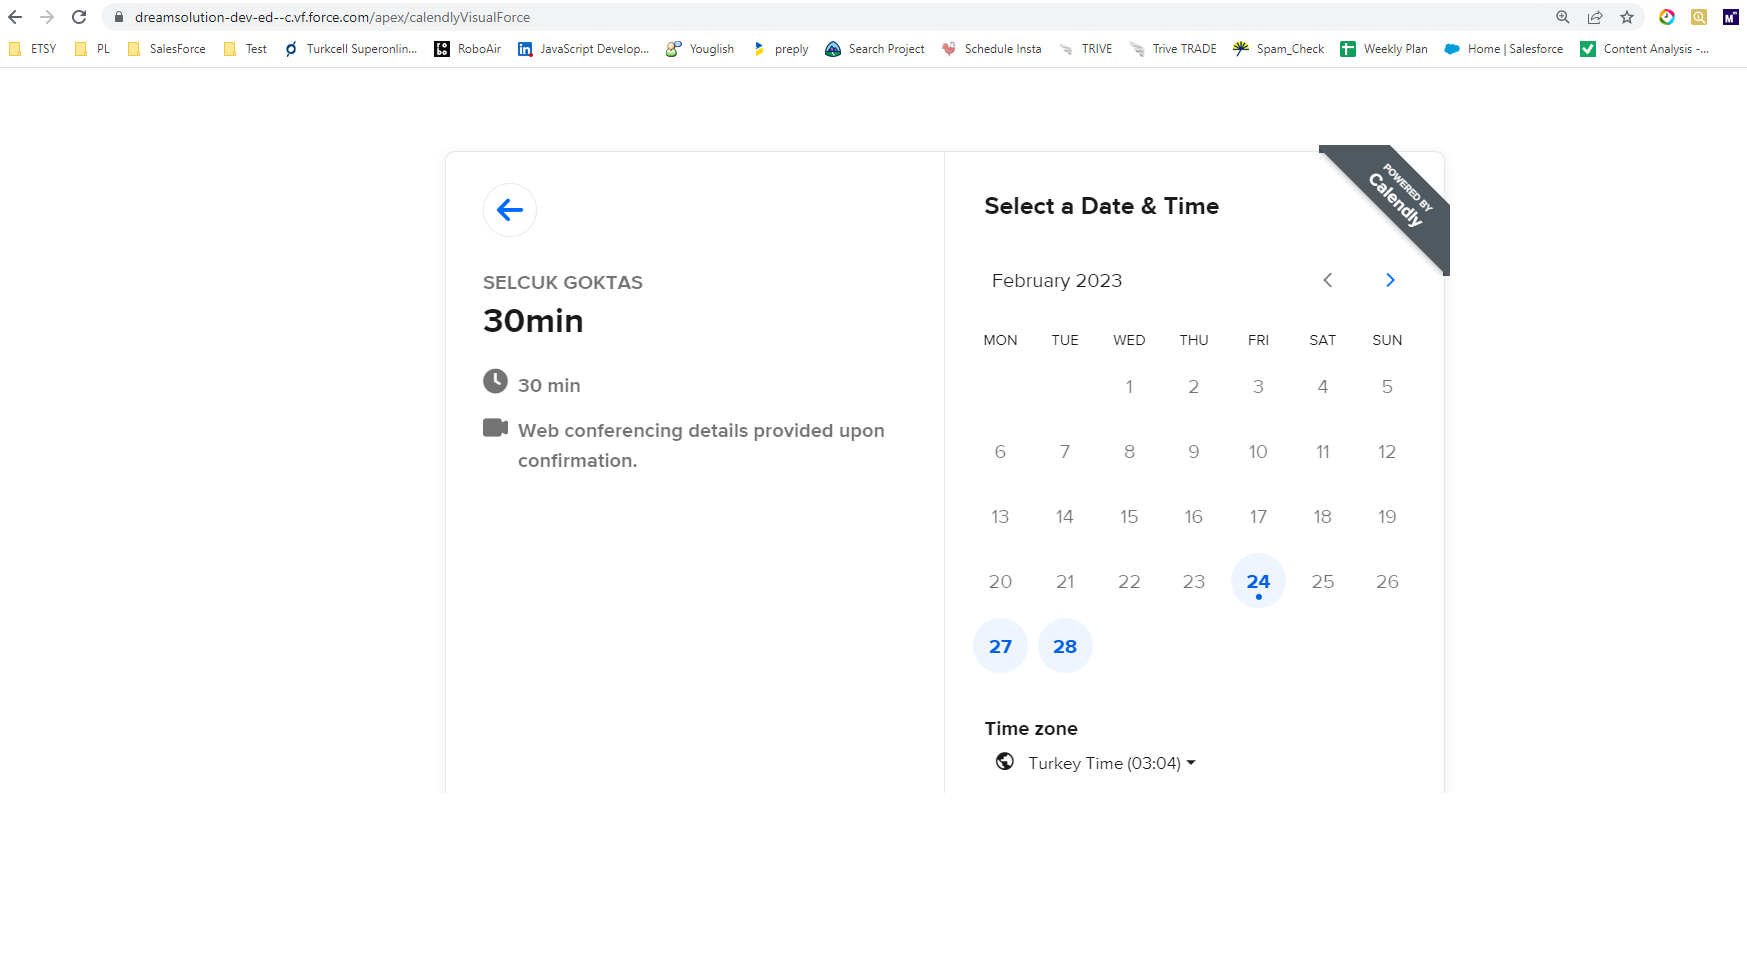 dreamsolution-dev-ed--c.vf.force.com/apex/calendlyVisualForce
ETSY PL SalesForce Test Turkcell Superonlin... RoboAir JavaScript Develop... Youglish preply Search Project Schedule Insta TRIVE Trive TRADE Spam_Check Weekly Plan Home | Salesforce Content Analysis -...
POWERED BY
Calendly
SELCUK GOKTAS
30min
30 min
Web conferencing details provided upon
confirmation.
Select a Date & Time
February 2023
MON TUE WED THU FRI SAT SUN
1 2 3 4 5
6 7 8 9 10 11 12
13 14 15 16 17 18 19
20 21 22 23 24 25 26
27 28
Time zone
Turkey Time (03:04)